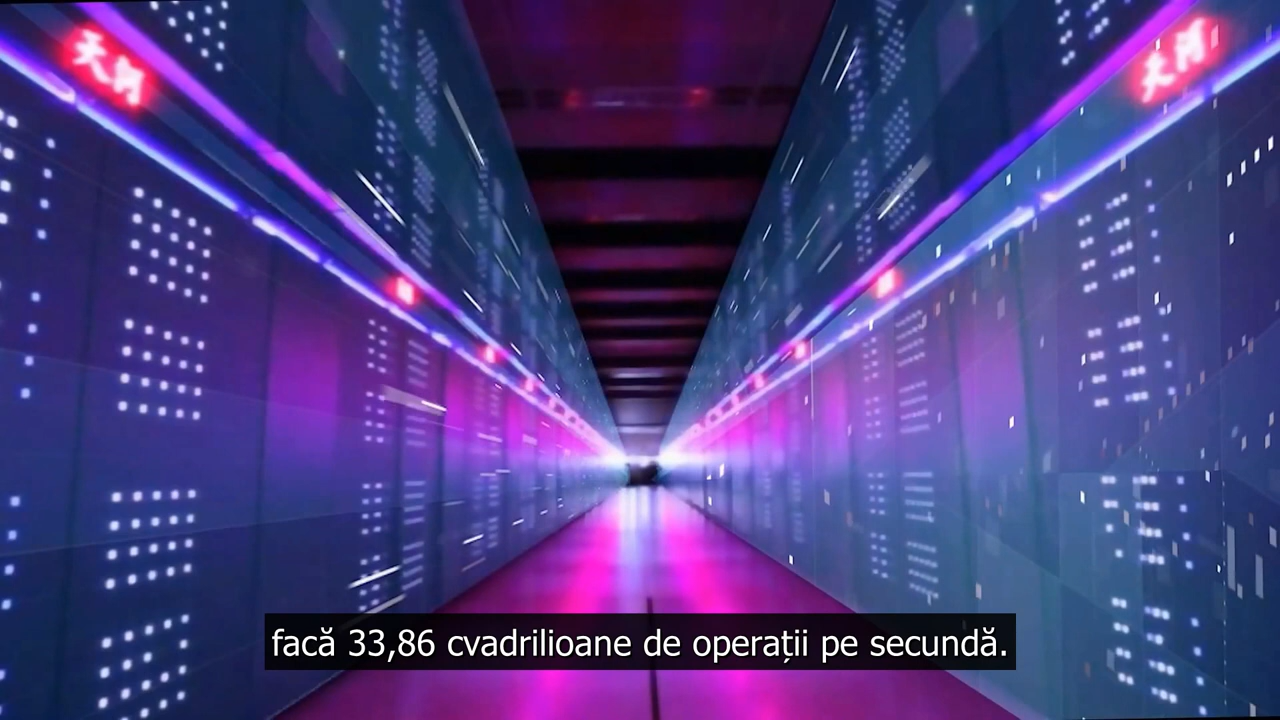 天河
天河
facă 33,86 cvadrilioane de operații pe secundă.